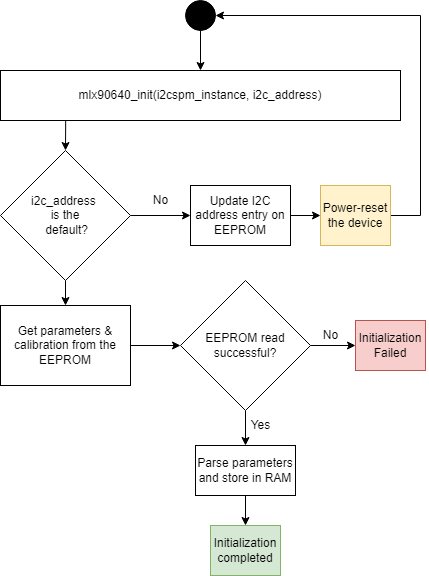 mlx90640_init(i2cspm_instance, i2c_address)
i2c_address
is the
default?
No
Update I2C
address entry on
EEPROM
Power-reset
the device
Get parameters &
calibration from the
EEPROM
EEPROM read
successful?
No
Initialization
Failed
Yes
Parse parameters
and store in RAM
Initialization
completed